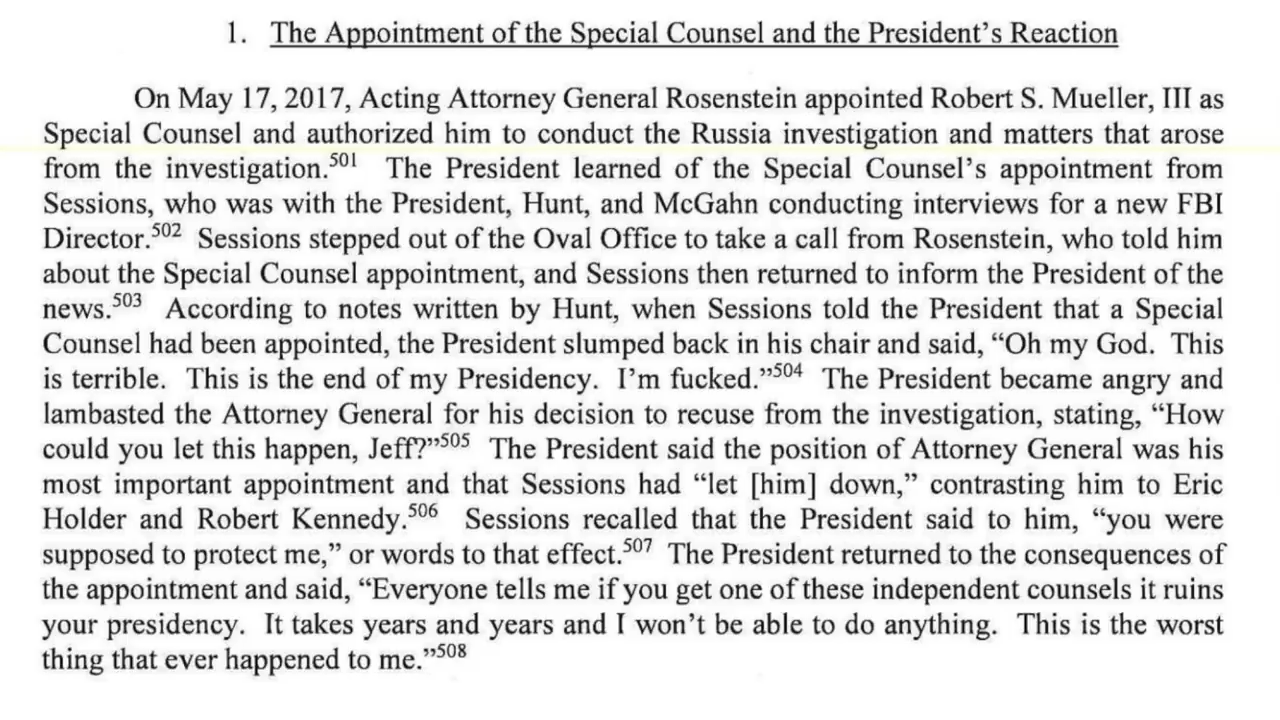 1. The Appointment of the Special Counsel and the President's Reaction
On May 17, 2017, Acting Attorney General Rosenstein appointed Robert S. Mueller, III as
Special Counsel and authorized him to conduct the Russia investigation and matters that arose
from the investigation.501 The President learned of the Special Counsel's appointment from
Sessions, who was with the President, Hunt, and McGahn conducting interviews for a new FBI
Director.502 Sessions stepped out of the Oval Office to take a call from Rosenstein, who told him
about the Special Counsel appointment, and Sessions then returned to inform the President of the
news.503 According to notes written by Hunt, when Sessions told the President that a Special
Counsel had been appointed, the President slumped back in his chair and said, “Oh my God. This
is terrible. This is the end of my Presidency. I'm fucked.”504 The President became angry and
lambasted the Attorney General for his decision to recuse from the investigation, stating, “How
could you let this happen, Jeff?”505 The President said the position of Attorney General was his
most important appointment and that Sessions had “let [him] down,” contrasting him to Eric
Holder and Robert Kennedy.506 Sessions recalled that the President said to him, “you were
supposed to protect me,” or words to that effect.507 The President returned to the consequences of
the appointment and said, “Everyone tells me if you get one of these independent counsels it ruins
your presidency. It takes years and years and I won't be able to do anything. This is the worst
thing that ever happened to me.”508